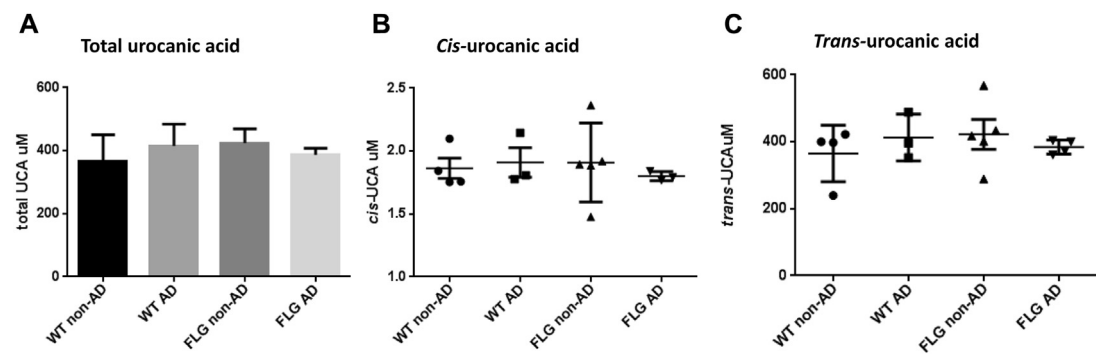 A
Total urocanic acid
total UCA uM
600
400
200
0
WT non-AD
WT AD
FLG non-AD
FLG AD
B
Cis-urocanic acid
cis-UCA uM
2.5
2.0
1.5
1.0
WT non-AD
WT AD
FLG non-AD
FLG AD
C
Trans-urocanic acid
trans-UCAuM
600
400
200
0
WT non-AD
WT AD
FLG non-AD
FLG AD